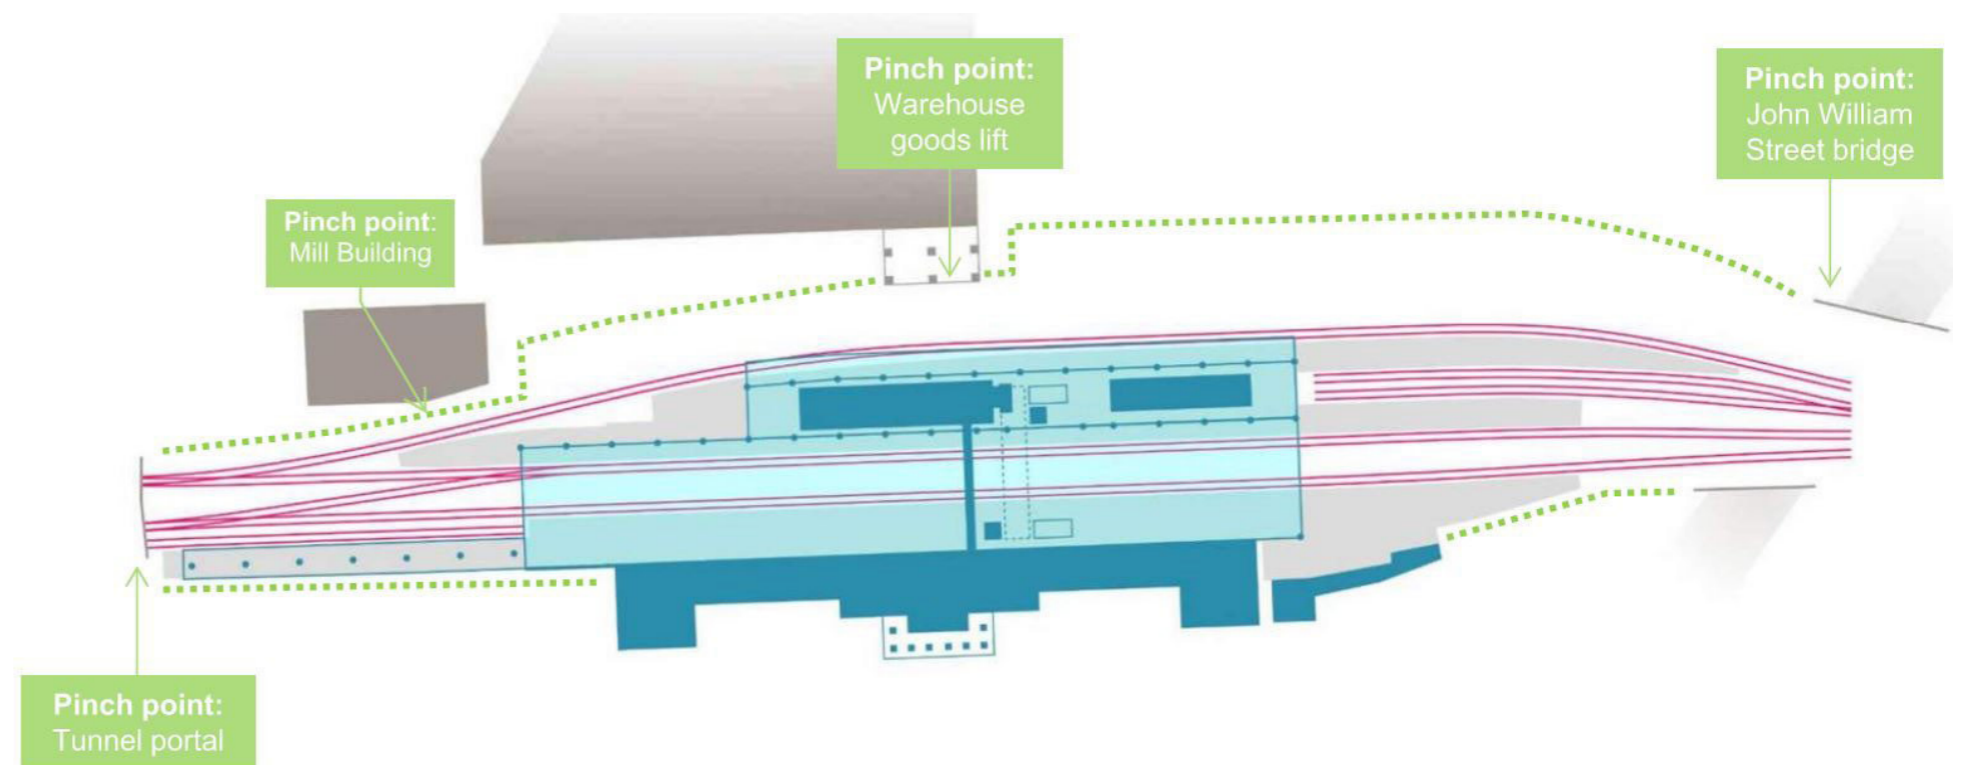 Pinch point:
Warehouse
goods lift
Pinch point:
John William
Street bridge
Pinch point:
Mill Building
Pinch point:
Tunnel portal